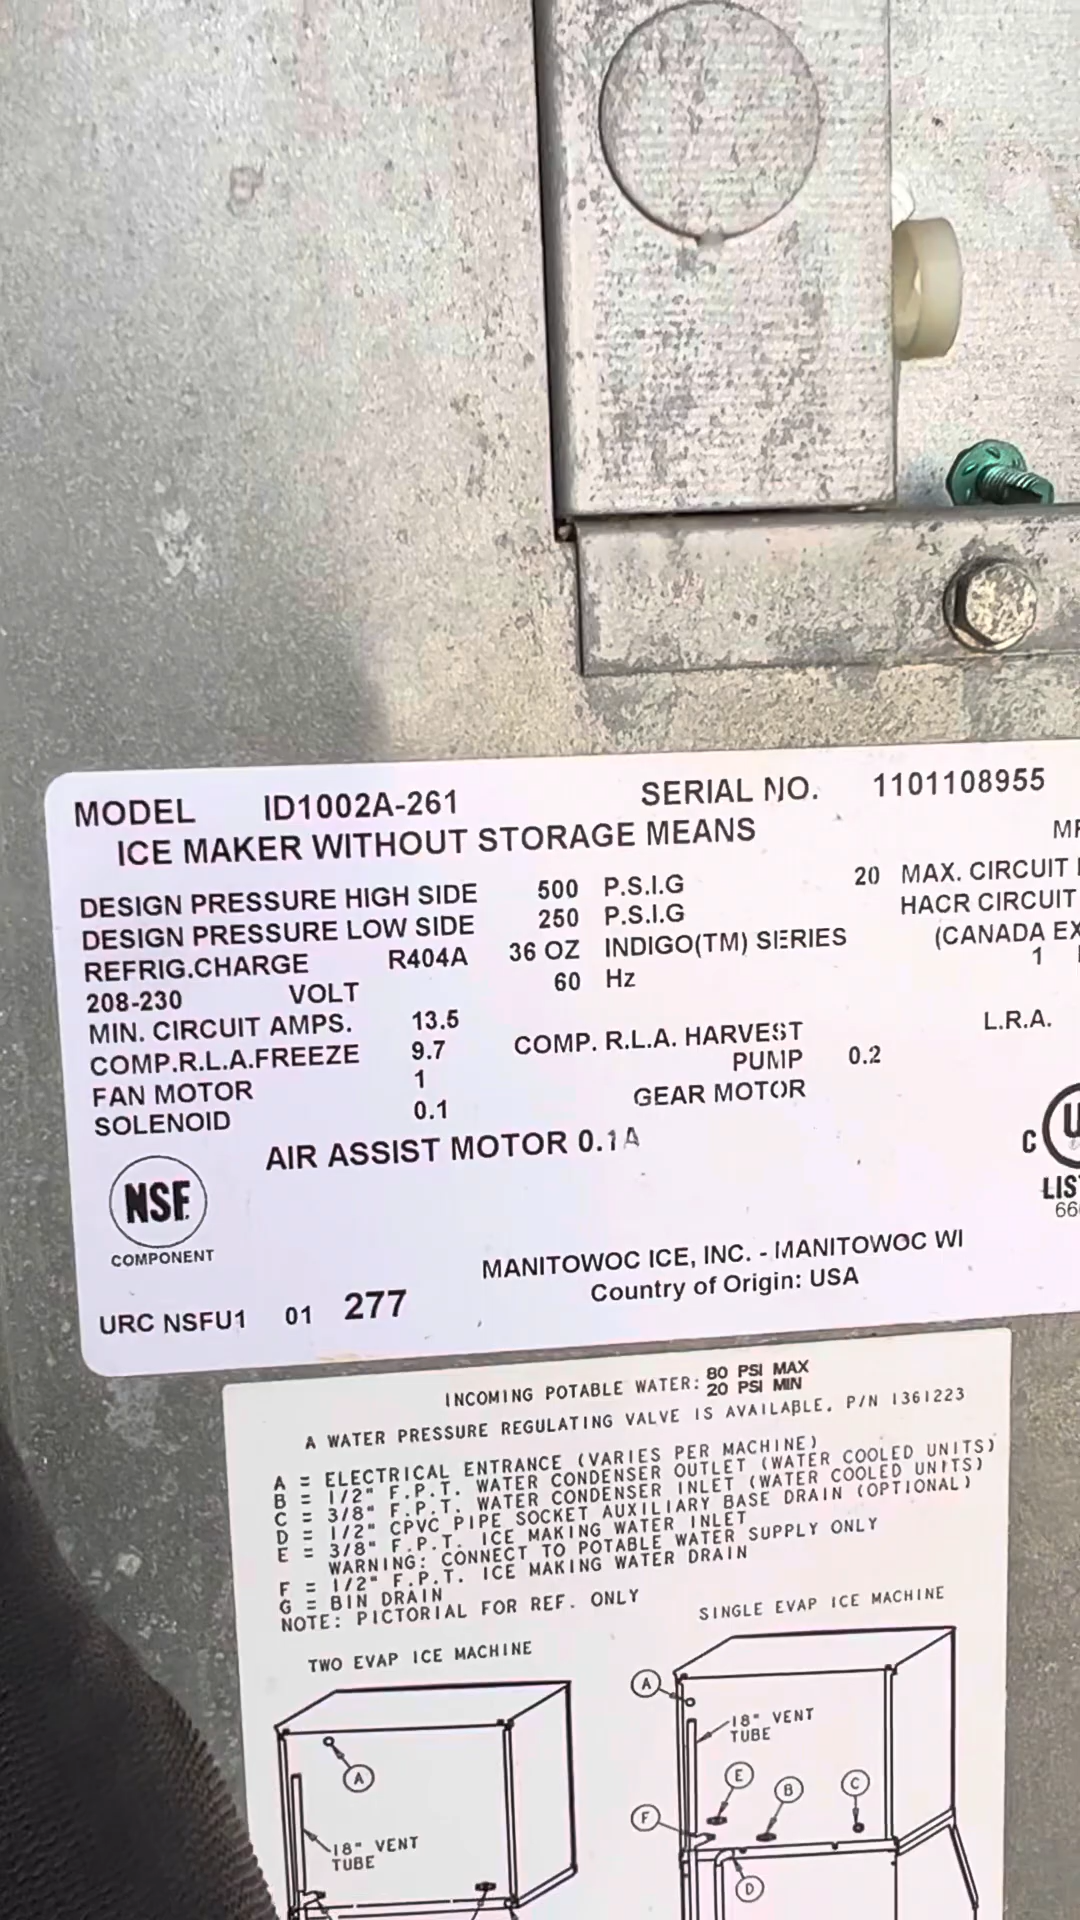 MODEL ID1002A-261 SERIAL NO. 1101108955
ICE MAKER WITHOUT STORAGE MEANS
DESIGN PRESSURE HIGH SIDE 500 P.S.I.G 20 MAX. CIRCUIT
DESIGN PRESSURE LOW SIDE 250 P.S.I.G HACR CIRCUIT
REFRIG.CHARGE R404A 36 OZ INDIGO(TM) SERIES (CANADA EX
208-230 VOLT 60 Hz 1
MIN. CIRCUIT AMPS. 13.5
COMP.R.L.A.FREEZE 9.7 COMP. R.L.A. HARVEST L.R.A.
FAN MOTOR 1 PUMP 0.2
SOLENOID 0.1 GEAR MOTOR
AIR ASSIST MOTOR 0.1A
NSF.
COMPONENT
C U
LIS
66
MANITOWOC ICE, INC. - MANITOWOC WI
Country of Origin: USA
URC NSFU1 01 277
INCOMING POTABLE WATER: 80 PSI MAX
20 PSI MIN
A WATER PRESSURE REGULATING VALVE IS AVAILABLE. P/N 1361223
A = ELECTRICAL ENTRANCE (VARIES PER MACHINE)
B = 1/2" F.P.T. WATER CONDENSER OUTLET (WATER COOLED UNITS)
C = 3/8" F.P.T. WATER CONDENSER INLET (WATER COOLED UNITS)
D = 1/2" CPVC PIPE SOCKET AUXILIARY BASE DRAIN (OPTIONAL)
E = 3/8" F.P.T. ICE MAKING WATER INLET
WARNING: CONNECT TO POTABLE WATER SUPPLY ONLY
F = 1/2" F.P.T. ICE MAKING WATER DRAIN
G = BIN DRAIN
NOTE: PICTORIAL FOR REF. ONLY
TWO EVAP ICE MACHINE
A
18" VENT
TUBE
SINGLE EVAP ICE MACHINE
A
18" VENT
TUBE
E
B
C
F
D